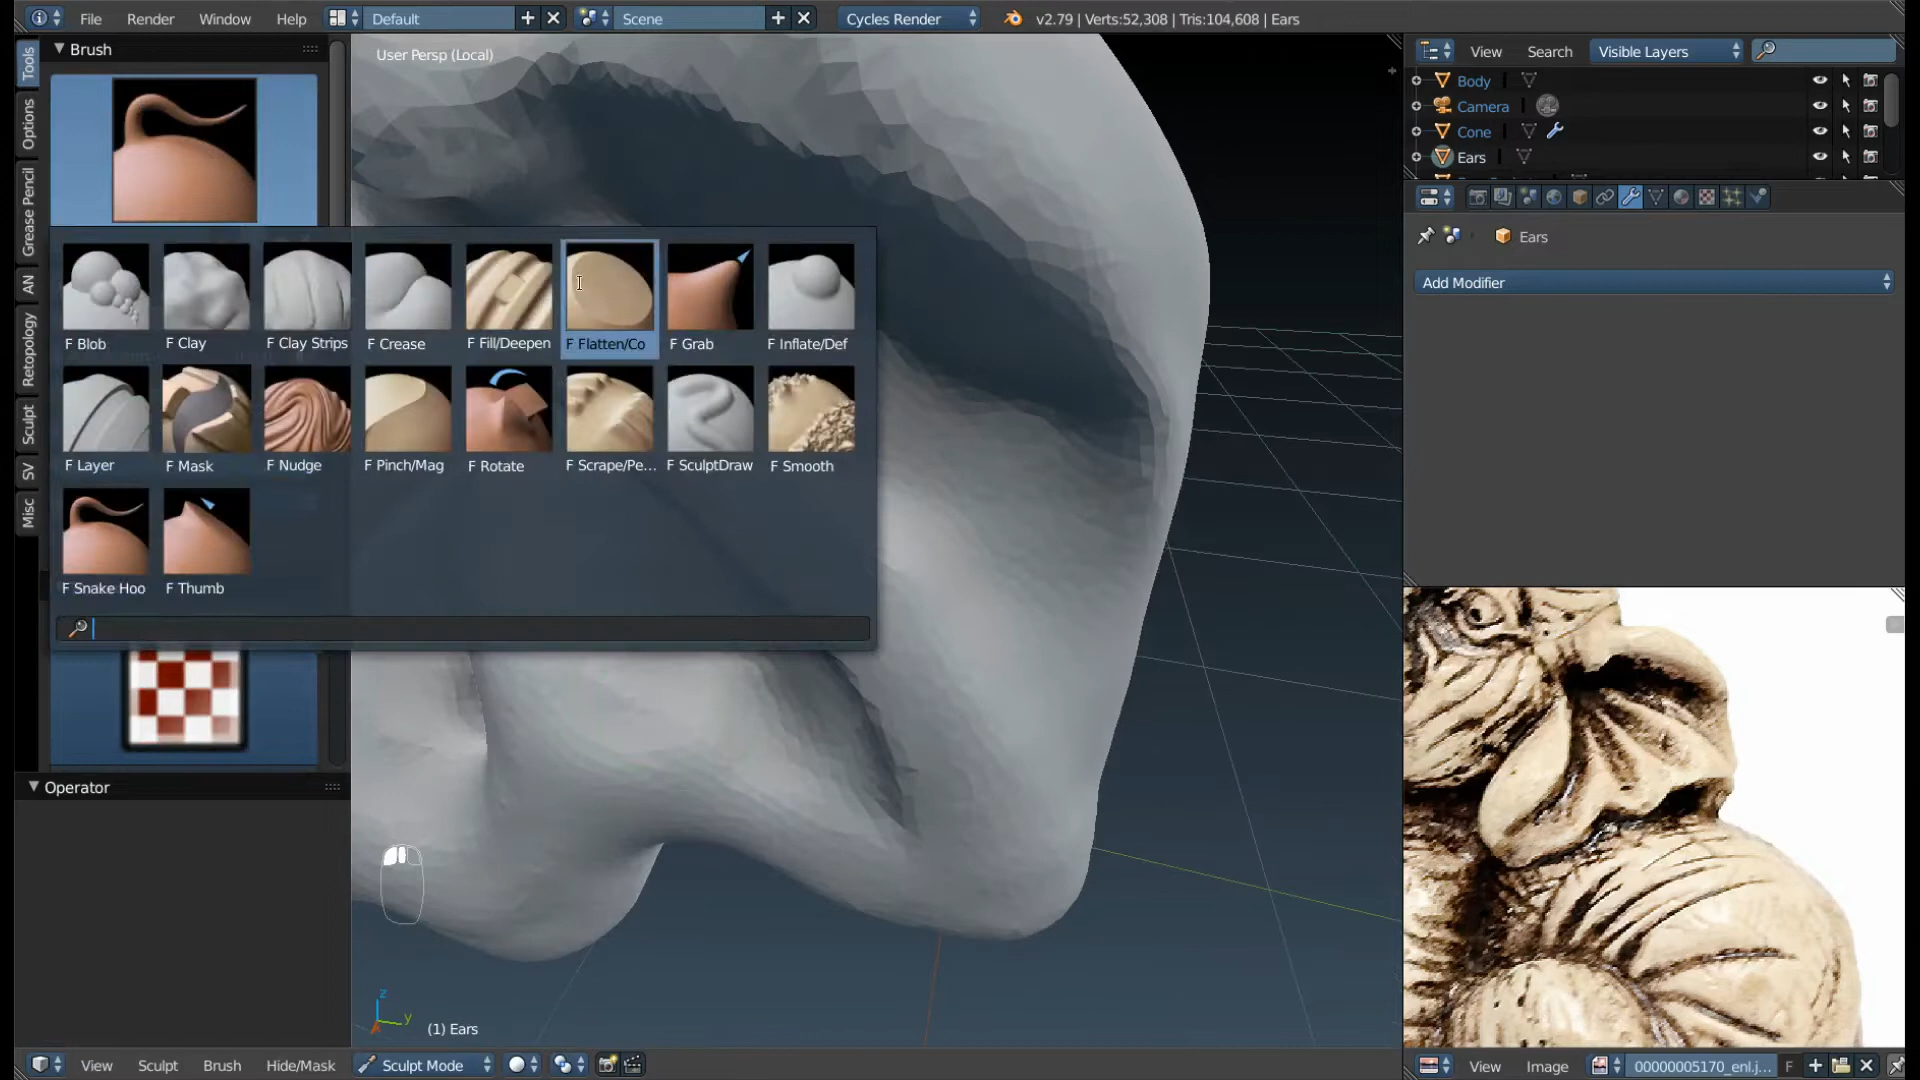 File Render Window Help Default Scene Cycles Render v2.79 | Verts:52,308 | Tris:104,608 | Ears
Brush
User Persp (Local)
View Search Visible Layers
Body
Camera
Cone
Ears
Tools
Options
Grease Pencil
AN
Retopology
Sculpt
SV
Misc
Ears
Add Modifier
F Blob F Clay F Clay Strips F Crease F Fill/Deepen F Flatten/Co F Grab F Inflate/Def
F Layer F Mask F Nudge F Pinch/Mag F Rotate F Scrape/Pe... F SculptDraw F Smooth
F Snake Hoo F Thumb
Operator
z
y
(1) Ears
View Sculpt Brush Hide/Mask Sculpt Mode
View Image 00000005170_enl.j... F